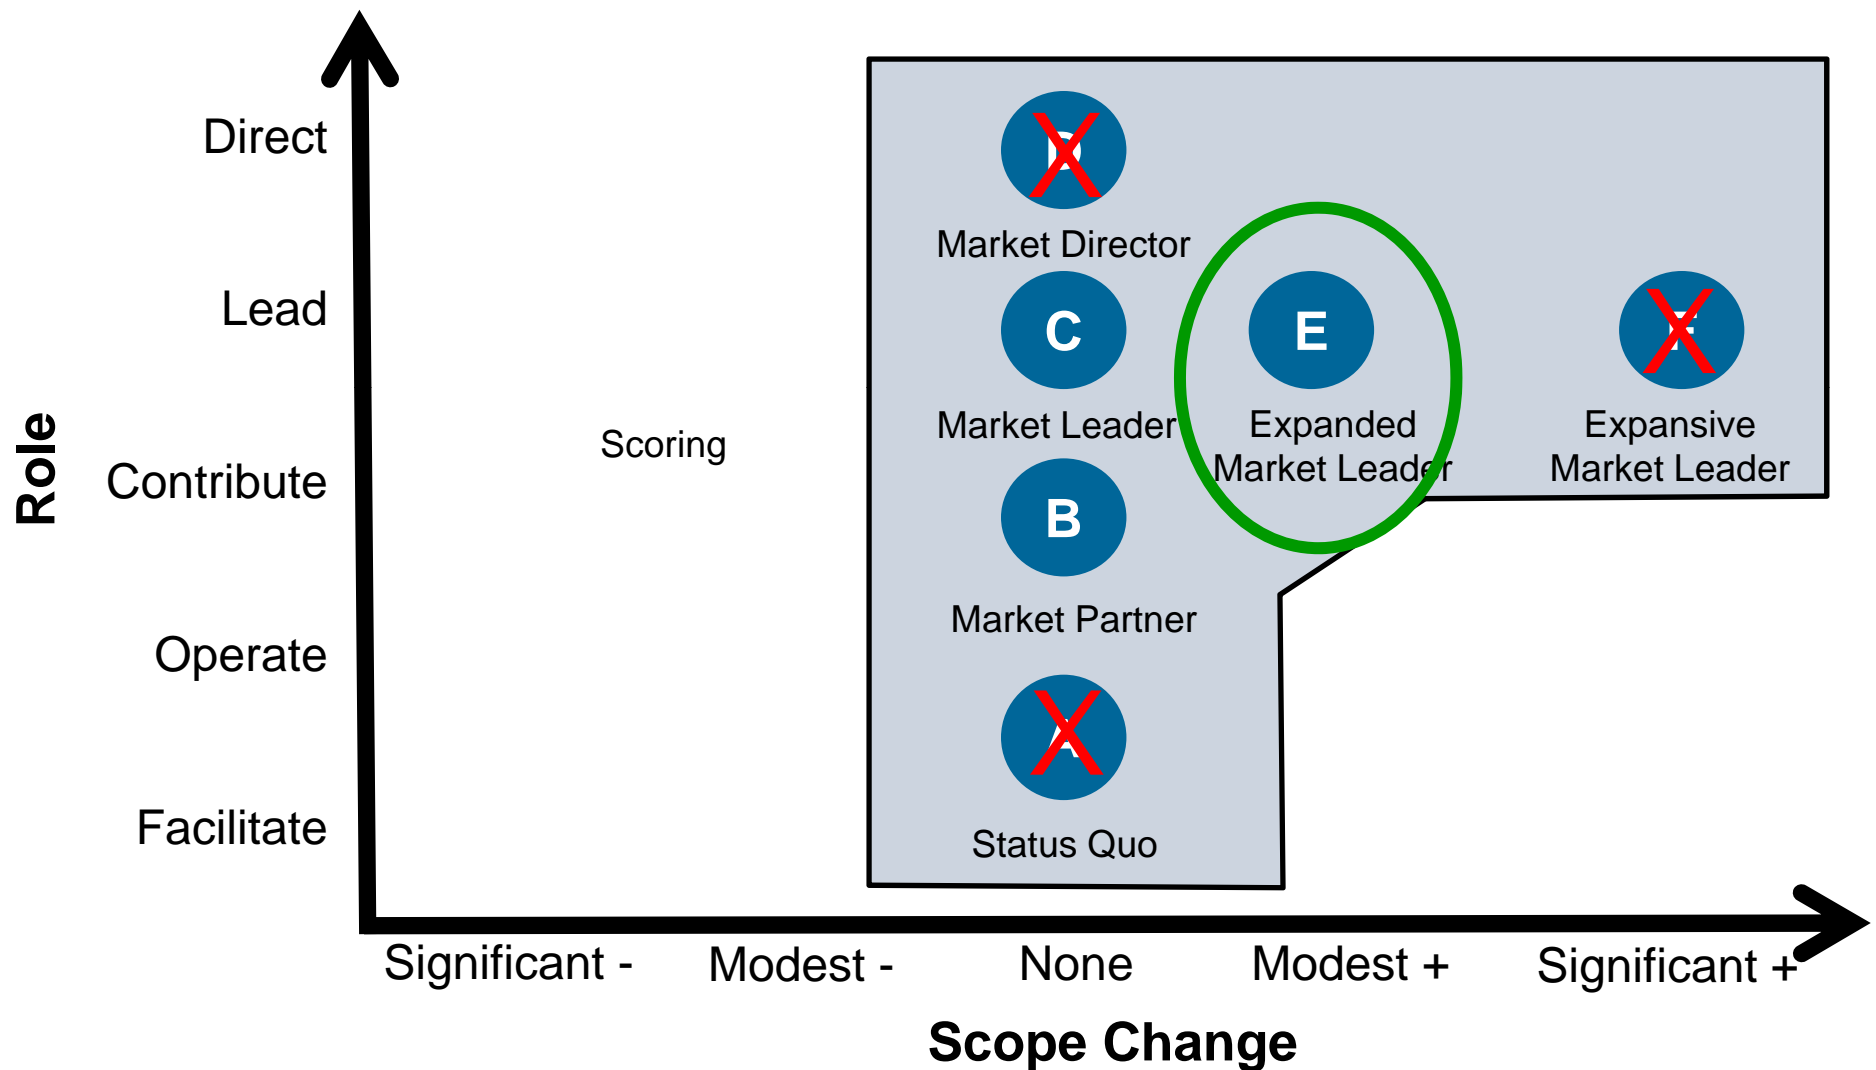 Direct
D
X
Market Director
Lead
C
E
F
X
Market Leader
Expanded
Market Leader
Expansive
Market Leader
Role
Scoring
Contribute
B
Market Partner
Operate
A
X
Facilitate
Status Quo
Significant -
Modest -
None
Modest +
Significant +
Scope Change